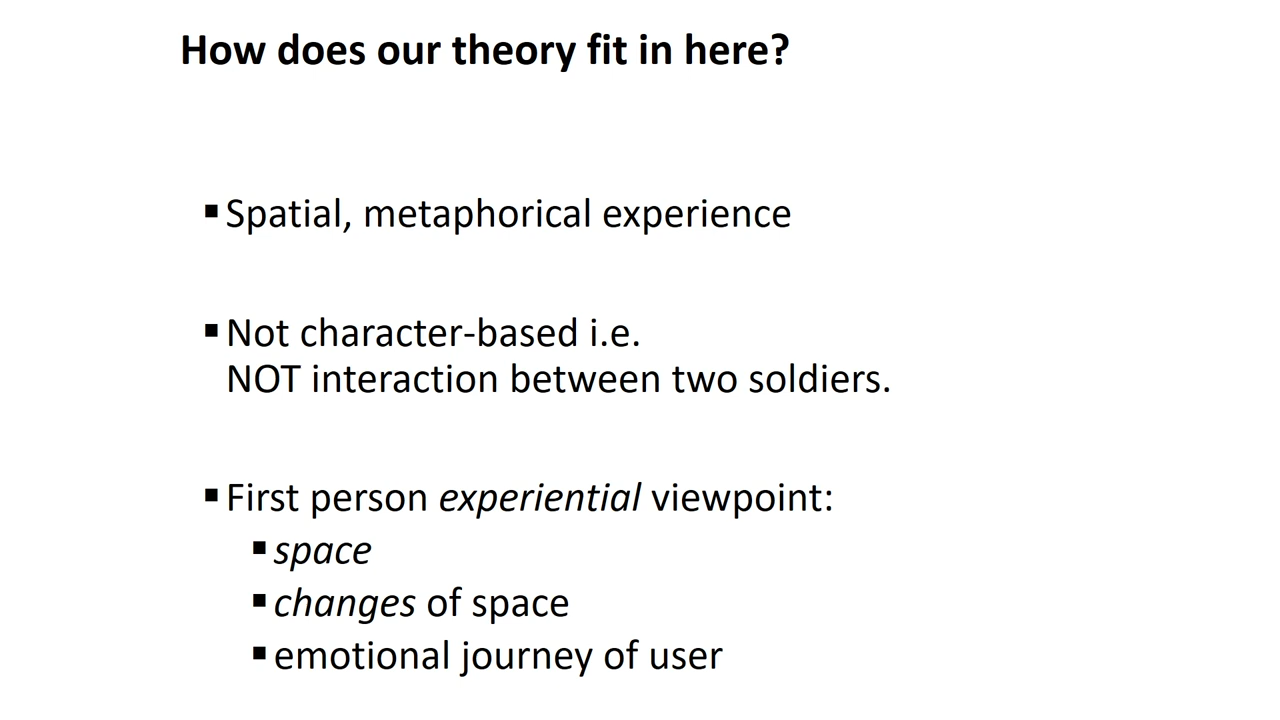 How does our theory fit in here?
▪ Spatial, metaphorical experience
▪ Not character-based i.e.
NOT interaction between two soldiers.
▪ First person experiential viewpoint:
▪ space
▪ changes of space
▪ emotional journey of user